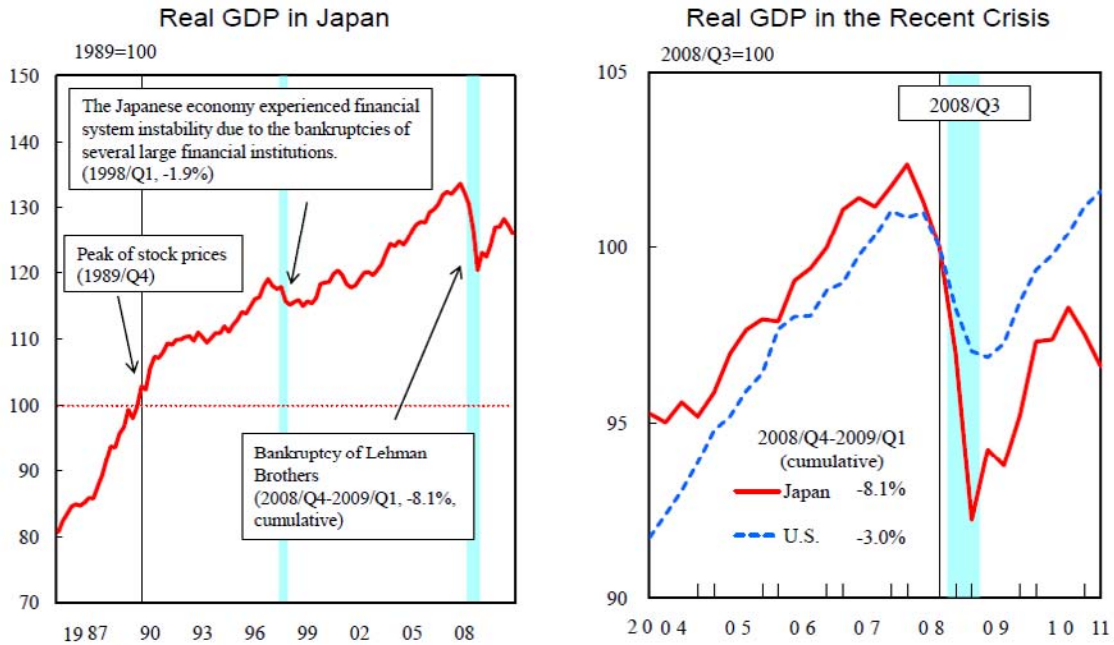 Real GDP in Japan
1989=100
150
140
130
120
110
100
90
80
70
The Japanese economy experienced financial
system instability due to the bankruptcies of
several large financial institutions.
(1998/Q1, -1.9%)
Peak of stock prices
(1989/Q4)
Bankruptcy of Lehman
Brothers
(2008/Q4-2009/Q1, -8.1%,
cumulative)
1987 90 93 96 99 02 05 08
Real GDP in the Recent Crisis
2008/Q3=100
105
100
95
90
2008/Q3
2008/Q4-2009/Q1
(cumulative)
Japan -8.1%
U.S. -3.0%
2004 05 06 07 08 09 10 11